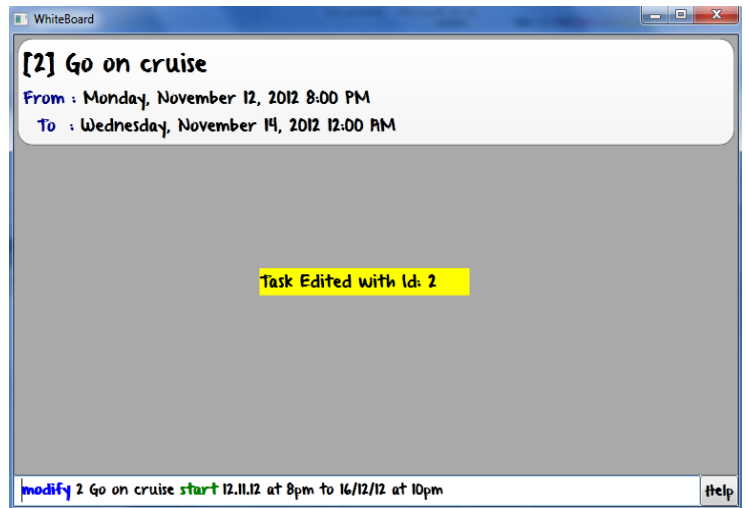 WhiteBoard
[2] Go on cruise
From : Monday, November 12, 2012 8:00 PM
To : Wednesday, November 14, 2012 12:00 AM
Task Edited with Id: 2
modify 2 Go on cruise start 12.11.12 at 8pm to 16/12/12 at 10pm
Help